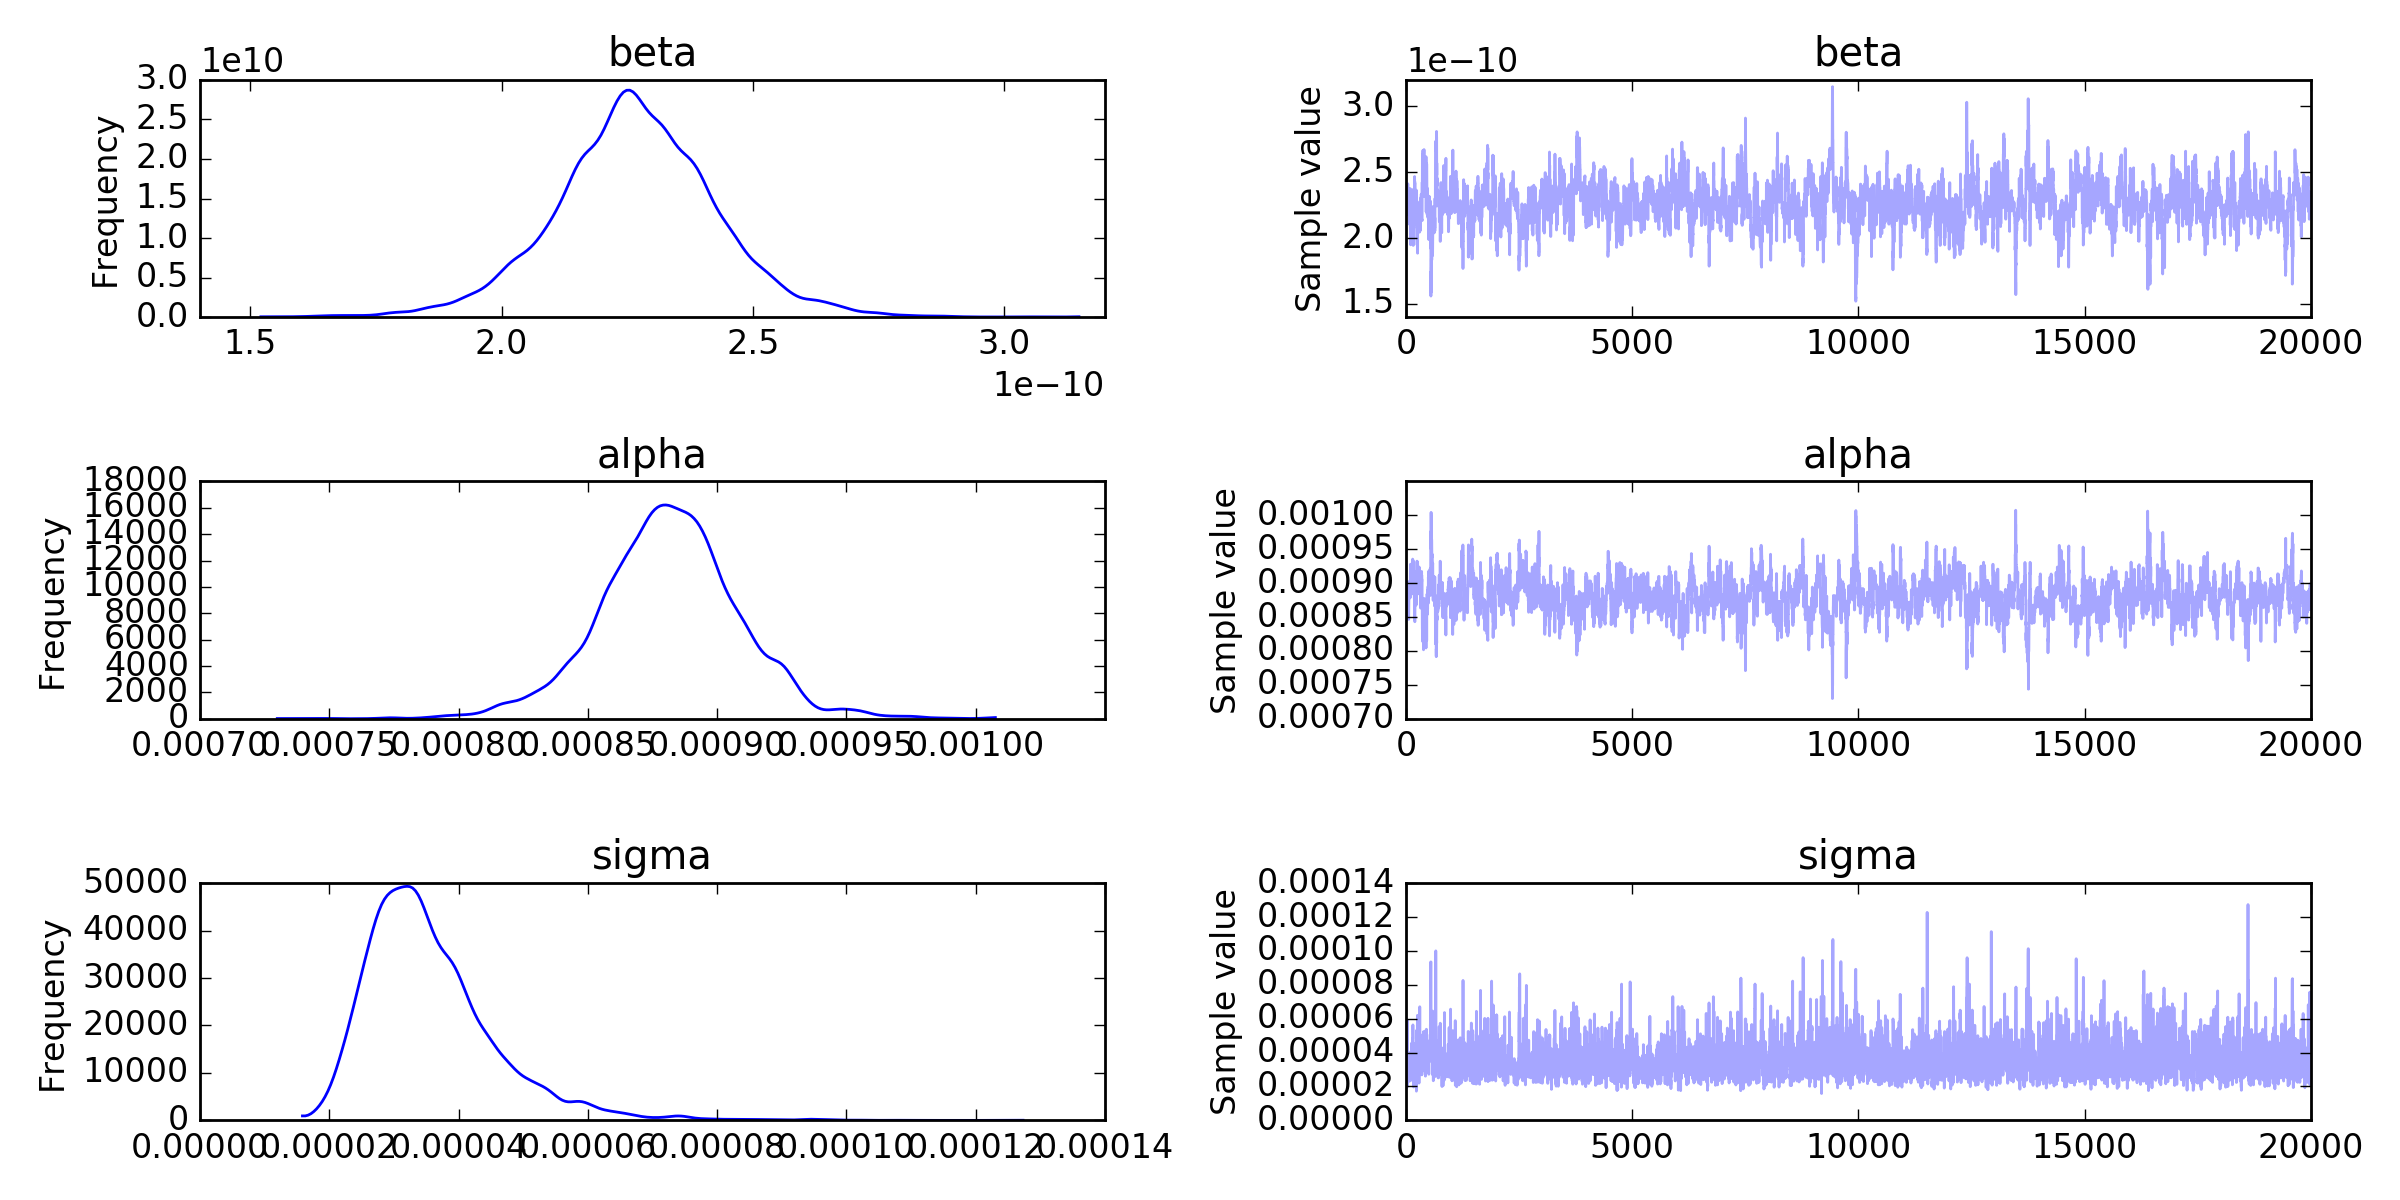 beta
1e10
3.0
2.5
2.0
1.5
1.0
0.5
0.0
Frequency
1.5 2.0 2.5 3.0
1e−10
beta
1e−10
3.0
2.5
2.0
1.5
Sample value
0 5000 10000 15000 20000
alpha
18000
16000
14000
12000
10000
8000
6000
4000
2000
0
Frequency
0.00070 0.00075 0.00080 0.00085 0.00090 0.00095 0.00100
alpha
0.00100
0.00095
0.00090
0.00085
0.00080
0.00075
0.00070
Sample value
0 5000 10000 15000 20000
sigma
50000
40000
30000
20000
10000
0
Frequency
0.00000 0.00002 0.00004 0.00006 0.00008 0.00010 0.00012 0.00014
sigma
0.00014
0.00012
0.00010
0.00008
0.00006
0.00004
0.00002
0.00000
Sample value
0 5000 10000 15000 20000